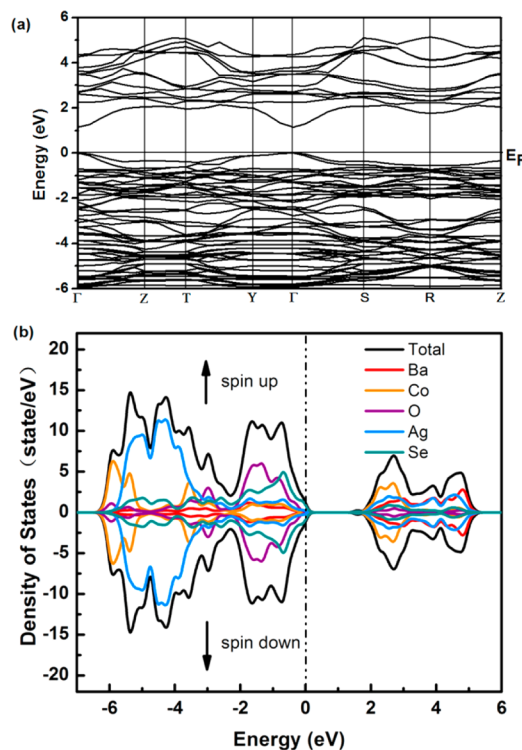 (a)
6
4
2
0
-2
-4
-6
Energy (eV)
E_F
Γ Z T Y Γ S R Z
(b)
20
15
10
5
0
-5
-10
-15
-20
Density of States（state/eV）
spin up
spin down
Total
Ba
Co
O
Ag
Se
-6 -4 -2 0 2 4 6
Energy (eV)